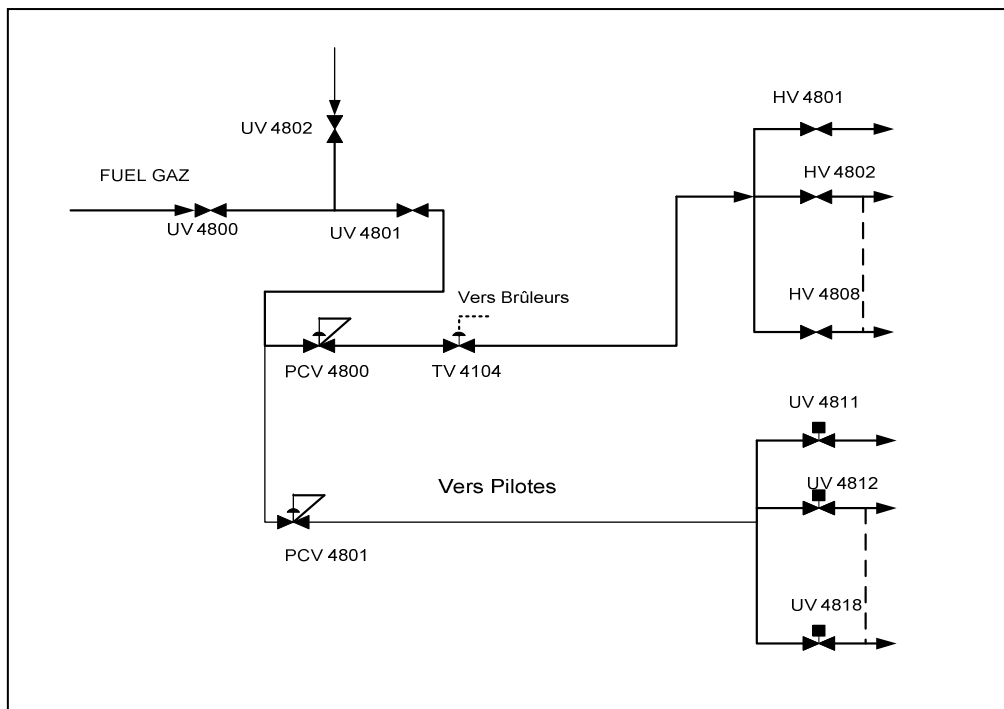 HV 4801
UV 4802
HV 4802
FUEL GAZ
UV 4800
UV 4801
HV 4808
Vers Brûleurs
PCV 4800
TV 4104
UV 4811
Vers Pilotes
UV 4812
PCV 4801
UV 4818